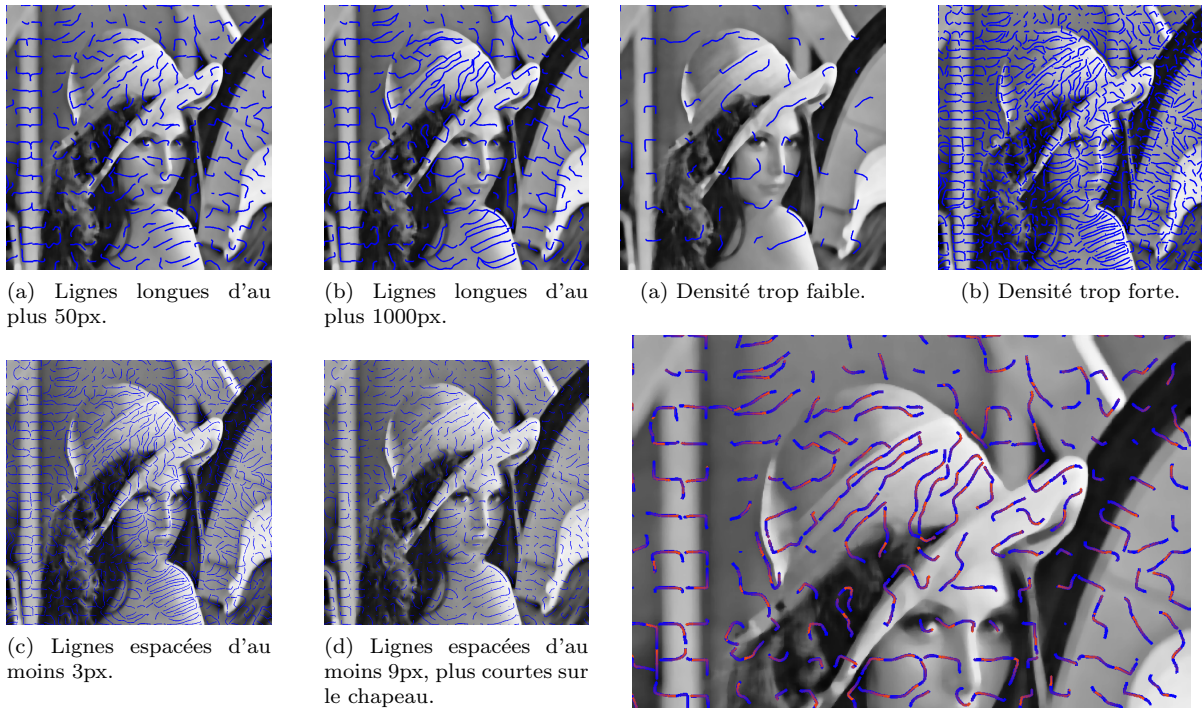 (a) Lignes longues d'au
plus 50px.
(b) Lignes longues d'au
plus 1000px.
(a) Densité trop faible.
(b) Densité trop forte.
(c) Lignes espacées d'au
moins 3px.
(d) Lignes espacées d'au
moins 9px, plus courtes sur
le chapeau.